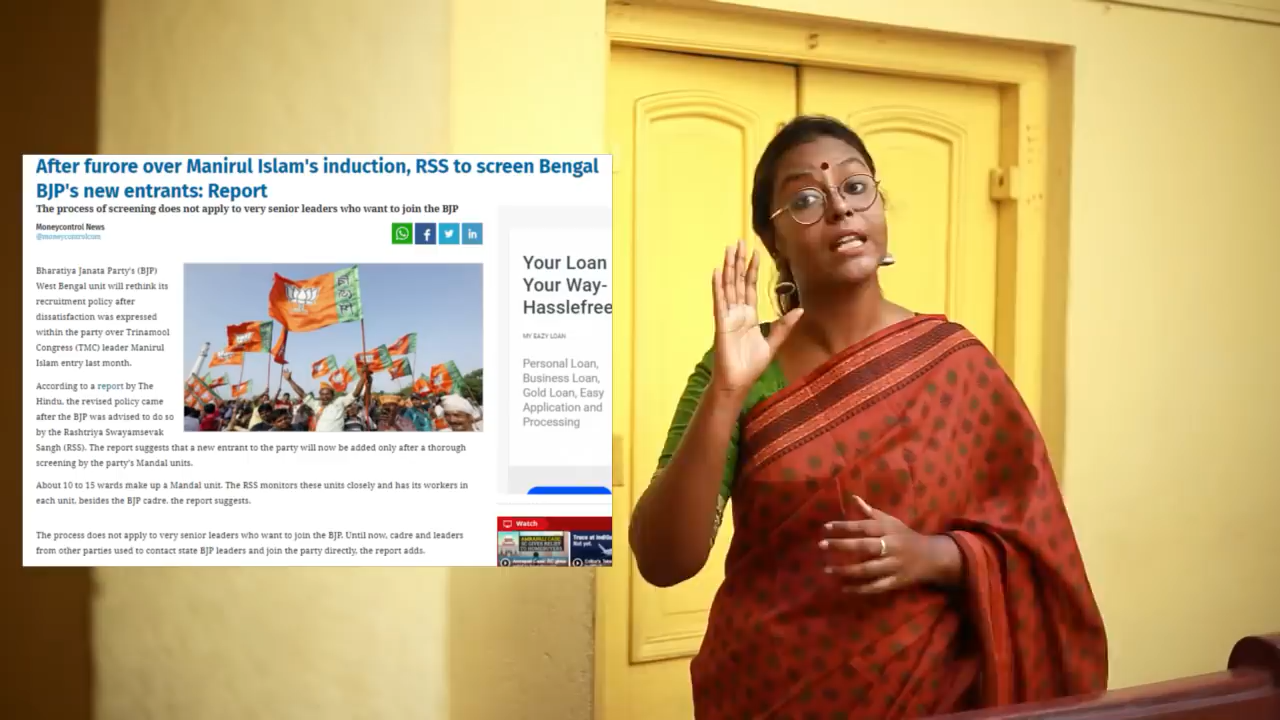 After furore over Manirul Islam's induction, RSS to screen Bengal
BJP's new entrants: Report
The process of screening does not apply to very senior leaders who want to join the BJP
Moneycontrol News
@moneycontrolcom
Bharatiya Janata Party's (BJP)
West Bengal unit will rethink its
recruitment policy after
dissatisfaction was expressed
within the party over Trinamool
Congress (TMC) leader Manirul
Islam entry last month.
According to a report by The
Hindu, the revised policy came
after the BJP was advised to do so
by the Rashtriya Swayamsevak
Sangh (RSS). The report suggests that a new entrant to the party will now be added only after a thorough
screening by the party's Mandal units.
About 10 to 15 wards make up a Mandal unit. The RSS monitors these units closely and has its workers in
each unit, besides the BJP cadre, the report suggests.
The process does not apply to very senior leaders who want to join the BJP. Until now, cadre and leaders
from other parties used to contact state BJP leaders and join the party directly, the report adds.
Your Loan
Your Way-
Hasslefree
MY EAZY LOAN
Personal Loan,
Business Loan,
Gold Loan, Easy
Application and
Processing
Watch